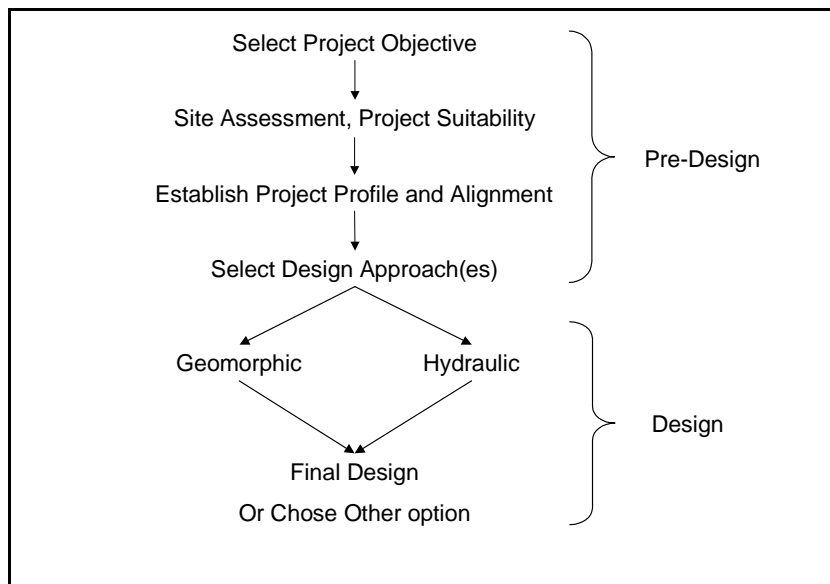 Select Project Objective
Site Assessment, Project Suitability
Pre-Design
Establish Project Profile and Alignment
Select Design Approach(es)
Geomorphic
Hydraulic
Design
Final Design
Or Chose Other option